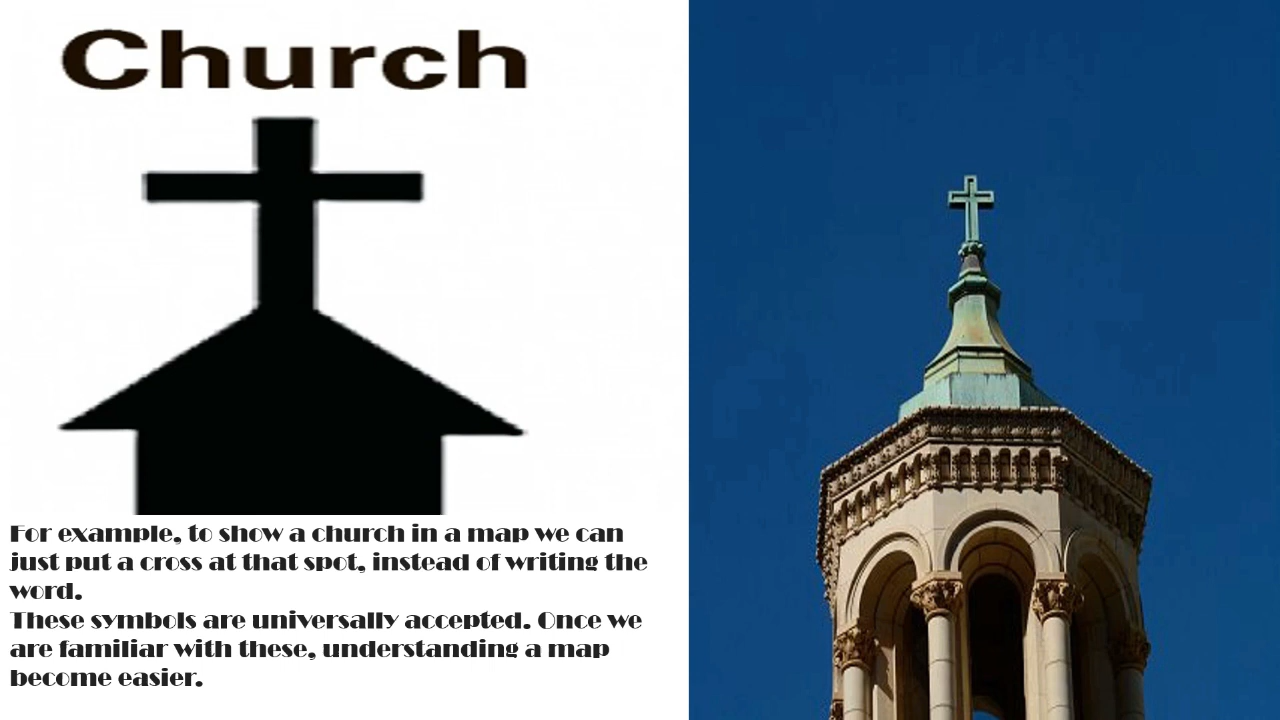 Church
For example, to show a church in a map we can
just put a cross at that spot, instead of writing the
word.
These symbols are universally accepted. Once we
are familiar with these, understanding a map
become easier.